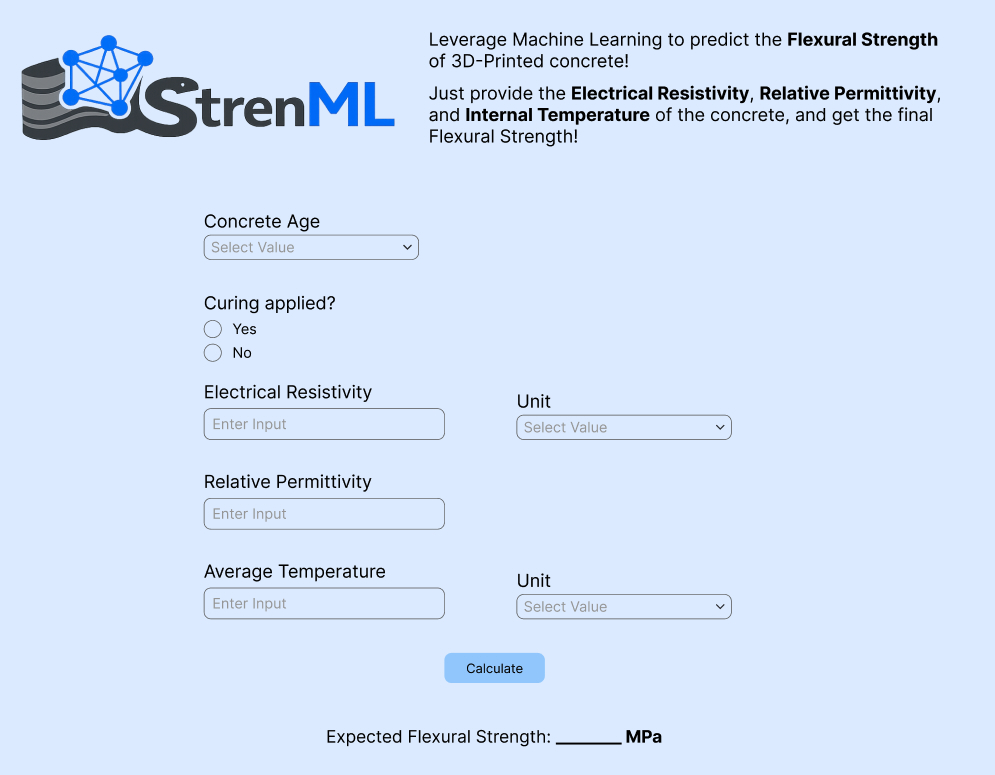 StrenML
Leverage Machine Learning to predict the Flexural Strength
of 3D-Printed concrete!
Just provide the Electrical Resistivity, Relative Permittivity,
and Internal Temperature of the concrete, and get the final
Flexural Strength!
Concrete Age
Select Value
Curing applied?
Yes
No
Electrical Resistivity
Enter Input
Unit
Select Value
Relative Permittivity
Enter Input
Average Temperature
Enter Input
Unit
Select Value
Calculate
Expected Flexural Strength: _______ MPa